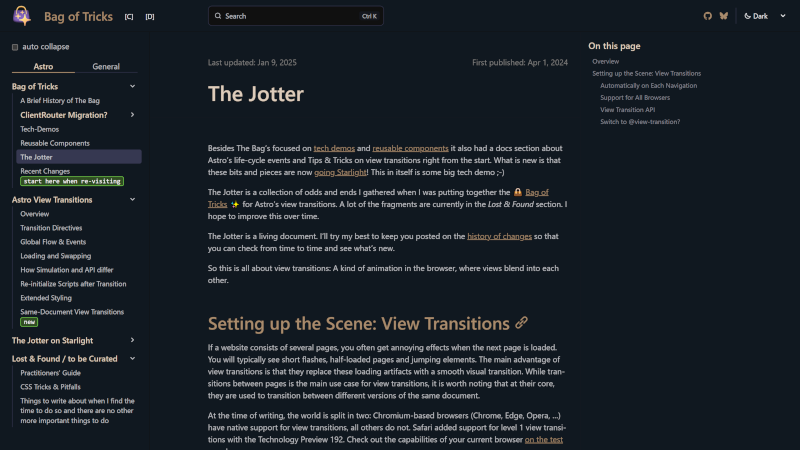 Bag of Tricks
[C]
[D]
Search
Ctrl K
Dark
auto collapse
Astro
General
Bag of Tricks
A Brief History of The Bag
ClientRouter Migration?
Tech-Demos
Reusable Components
The Jotter
Recent Changes
start here when re-visiting
Astro View Transitions
Overview
Transition Directives
Global Flow & Events
Loading and Swapping
How Simulation and API differ
Re-initialize Scripts after Transition
Extended Styling
Same-Document View Transitions
new
The Jotter on Starlight
Lost & Found / to be Curated
Practitioners' Guide
CSS Tricks & Pitfalls
Things to write about when I find the
time to do so and there are no other
more important things to do
Last updated: Jan 9, 2025
First published: Apr 1, 2024
The Jotter
Besides The Bag's focused on tech demos and reusable components it also had a docs section about
Astro's life-cycle events and Tips & Tricks on view transitions right from the start. What is new is that
these bits and pieces are now going Starlight! This in itself is some big tech demo ;-)
The Jotter is a collection of odds and ends I gathered when I was putting together the 👜 Bag of
Tricks ✨ for Astro's view transitions. A lot of the fragments are currently in the Lost & Found section. I
hope to improve this over time.
The Jotter is a living document. I'll try my best to keep you posted on the history of changes so that
you can check from time to time and see what's new.
So this is all about view transitions: A kind of animation in the browser, where views blend into each
other.
Setting up the Scene: View Transitions
If a website consists of several pages, you often get annoying effects when the next page is loaded.
You will typically see short flashes, half-loaded pages and jumping elements. The main advantage of
view transitions is that they replace these loading artifacts with a smooth visual transition. While tran-
sitions between pages is the main use case for view transitions, it is worth noting that at their core,
they are used to transition between different versions of the same document.
At the time of writing, the world is split in two: Chromium-based browsers (Chrome, Edge, Opera, ...)
have native support for view transitions, all others do not. Safari added support for level 1 view transi-
tions with the Technology Preview 192. Check out the capabilities of your current browser on the test
On this page
Overview
Setting up the Scene: View Transitions
Automatically on Each Navigation
Support for All Browsers
View Transition API
Switch to @view-transition?